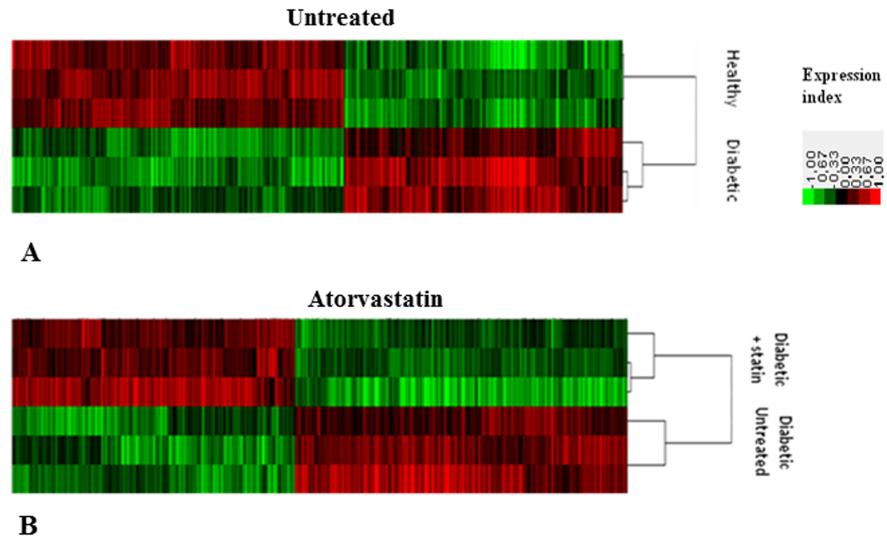 Untreated
Healthy
Diabetic
Expression
index
-1.00
-0.67
-0.33
0.00
0.33
0.67
1.00
A
Atorvastatin
Diabetic
+ statin
Diabetic
Untreated
B